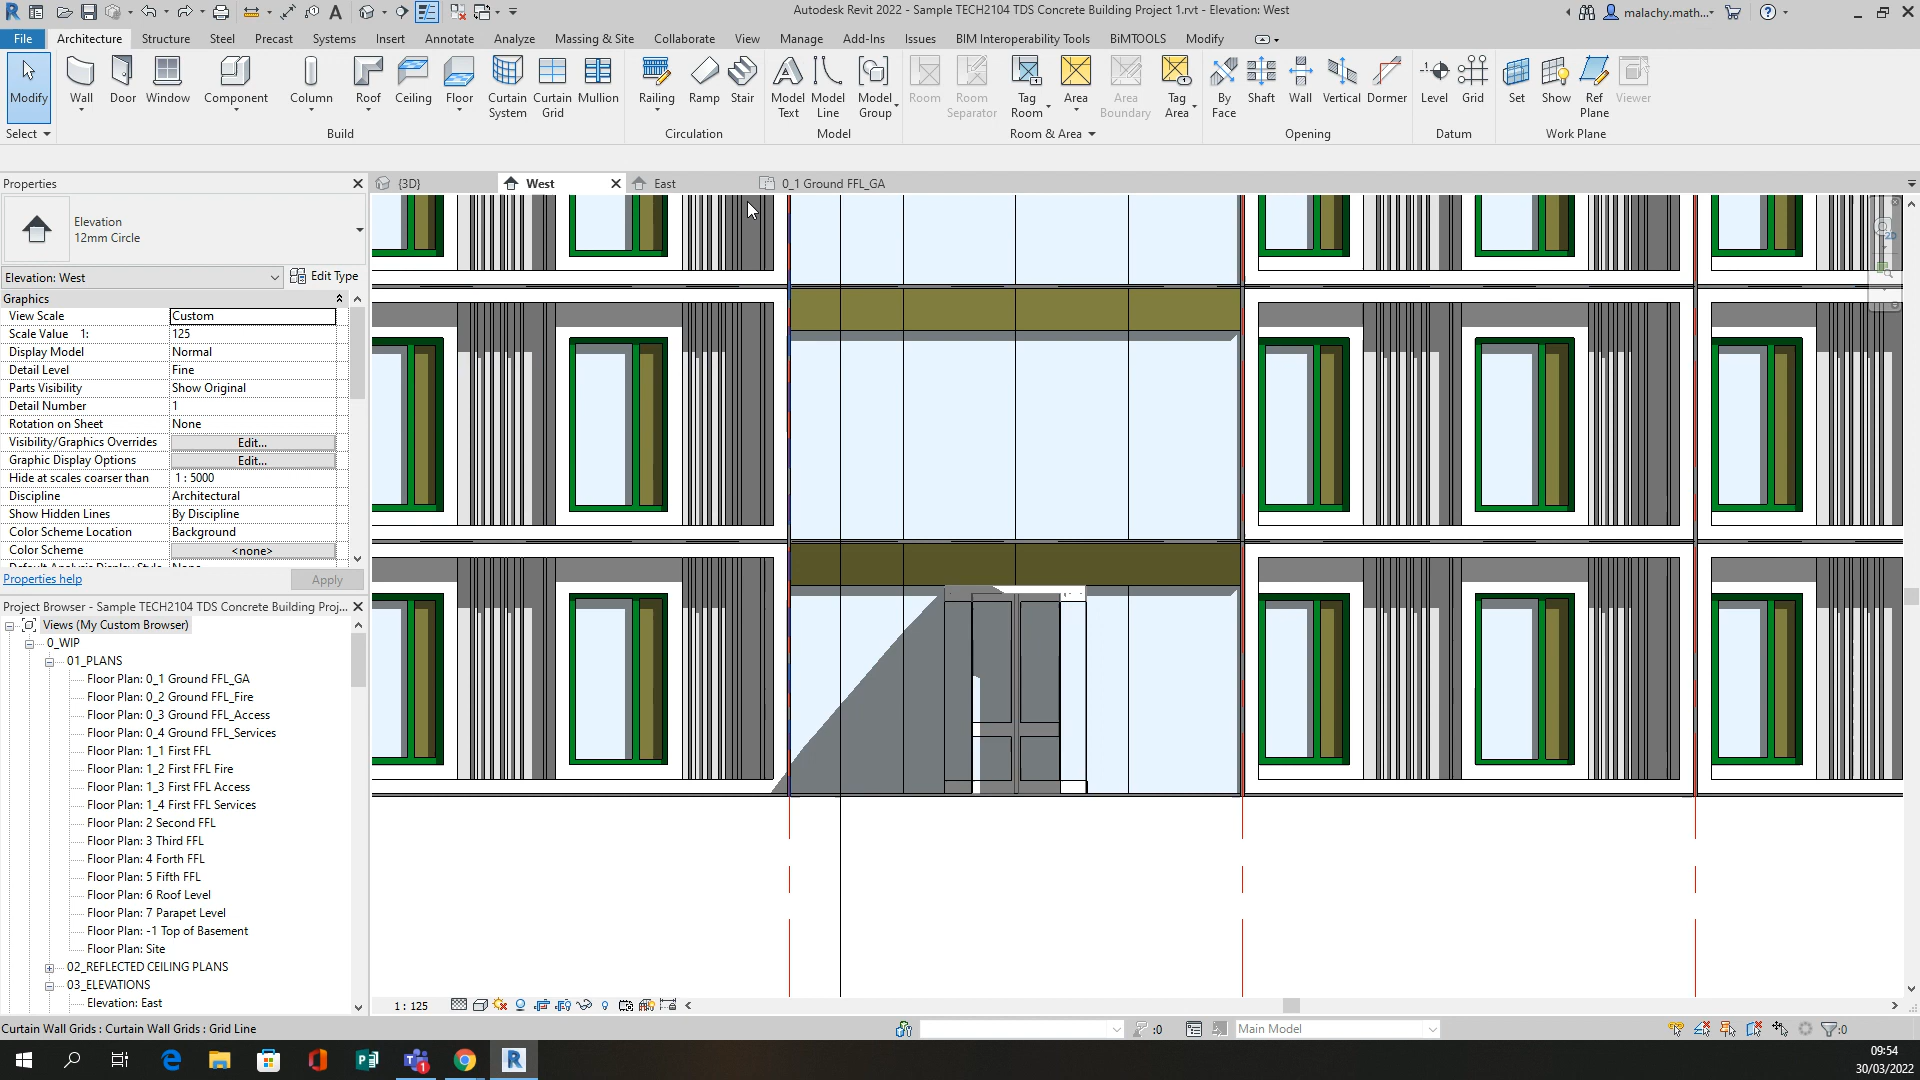 Autodesk Revit 2022 - Sample TECH2104 TDS Concrete Building Project 1.rvt - Elevation: West
malachy.math...
File Architecture Structure Steel Precast Systems Insert Annotate Analyze Massing & Site Collaborate View Manage Add-Ins Issues BIM Interoperability Tools BiMTOOLS Modify
Modify Wall Door Window Component Column Roof Ceiling Floor Curtain System Curtain Grid Mullion Railing Ramp Stair Model Text Model Line Model Group Room Room Separator Tag Room Area Area Boundary Tag Area By Face Shaft Wall Vertical Dormer Level Grid Set Show Ref Plane Viewer
Select Build Circulation Model Room & Area Opening Datum Work Plane
Properties
{3D} West East 0_1 Ground FFL_GA
Elevation
12mm Circle
Elevation: West Edit Type
Graphics
View Scale Custom
Scale Value 1: 125
Display Model Normal
Detail Level Fine
Parts Visibility Show Original
Detail Number 1
Rotation on Sheet None
Visibility/Graphics Overrides Edit...
Graphic Display Options Edit...
Hide at scales coarser than 1 : 5000
Discipline Architectural
Show Hidden Lines By Discipline
Color Scheme Location Background
Color Scheme <none>
Properties help Apply
Project Browser - Sample TECH2104 TDS Concrete Building Proj...
Views (My Custom Browser)
0_WIP
01_PLANS
Floor Plan: 0_1 Ground FFL_GA
Floor Plan: 0_2 Ground FFL_Fire
Floor Plan: 0_3 Ground FFL_Access
Floor Plan: 0_4 Ground FFL_Services
Floor Plan: 1_1 First FFL
Floor Plan: 1_2 First FFL Fire
Floor Plan: 1_3 First FFL Access
Floor Plan: 1_4 First FFL Services
Floor Plan: 2 Second FFL
Floor Plan: 3 Third FFL
Floor Plan: 4 Forth FFL
Floor Plan: 5 Fifth FFL
Floor Plan: 6 Roof Level
Floor Plan: 7 Parapet Level
Floor Plan: -1 Top of Basement
Floor Plan: Site
02_REFLECTED CEILING PLANS
03_ELEVATIONS
Elevation: East
1 : 125
Curtain Wall Grids : Curtain Wall Grids : Grid Line
:0
Main Model
:0
09:54
30/03/2022